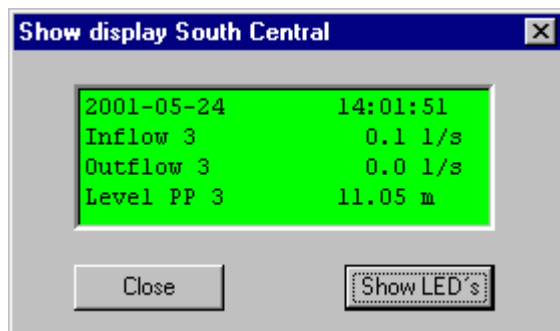 Show display South Central
2001-05-24 14:01:51
Inflow 3 0.1 l/s
Outflow 3 0.0 l/s
Level PP 3 11.05 m
Close Show LED´s